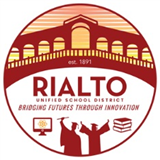 est. 1891
RIALTO
UNIFIED SCHOOL DISTRICT
BRIDGING FUTURES THROUGH INNOVATION